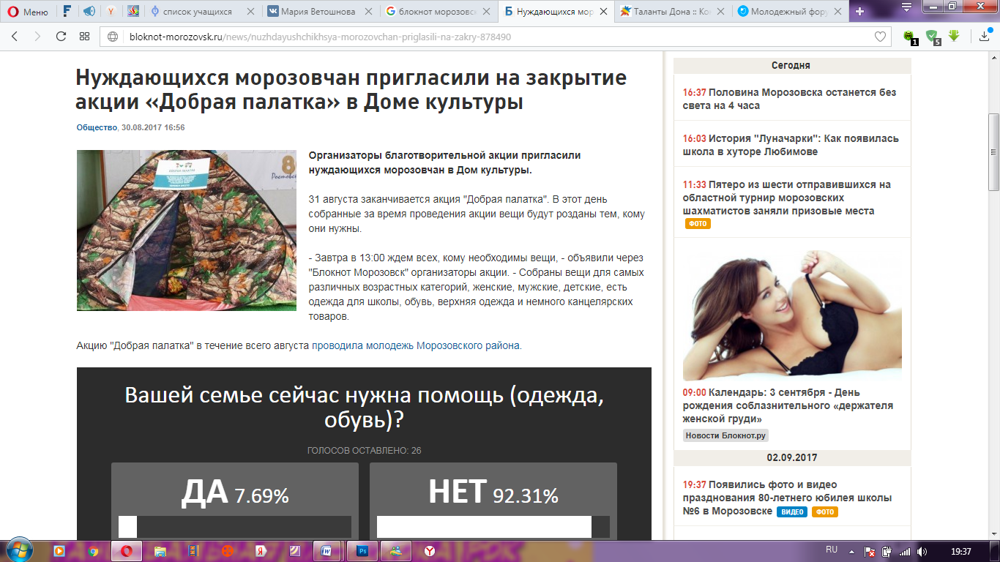 Меню
список учащихся
Мария Ветошнова
блокнот морозовс
Нуждающихся мор
Таланты Дона :: Кон
Молодежный фору
bloknot-morozovsk.ru/news/nuzhdayushchikhsya-morozovchan-priglasili-na-zakry-878490
1
5
Нуждающихся морозовчан пригласили на закрытие
акции «Добрая палатка» в Доме культуры
Общество, 30.08.2017 16:56
Организаторы благотворительной акции пригласили
нуждающихся морозовчан в Дом культуры.
31 августа заканчивается акция "Добрая палатка". В этот день
собранные за время проведения акции вещи будут розданы тем, кому
они нужны.
- Завтра в 13:00 ждем всех, кому необходимы вещи, - объявили через
"Блокнот Морозовск" организаторы акции. - Собраны вещи для самых
различных возрастных категорий, женские, мужские, детские, есть
одежда для школы, обувь, верхняя одежда и немного канцелярских
товаров.
Акцию "Добрая палатка" в течение всего августа проводила молодежь Морозовского района.
Вашей семье сейчас нужна помощь (одежда,
обувь)?
ГОЛОСОВ ОСТАВЛЕНО: 26
ДА 7.69%
НЕТ 92.31%
Сегодня
16:37 Половина Морозовска останется без
света на 4 часа
16:03 История "Луначарки": Как появилась
школа в хуторе Любимове
11:33 Пятеро из шести отправившихся на
областной турнир морозовских
шахматистов заняли призовые места
ФОТО
09:00 Календарь: 3 сентября - День
рождения соблазнительного «держателя
женской груди»
Новости Блокнот.ру
02.09.2017
19:37 Появились фото и видео
празднования 80-летнего юбилея школы
№6 в Морозовске ВИДЕО ФОТО
RU
19:37